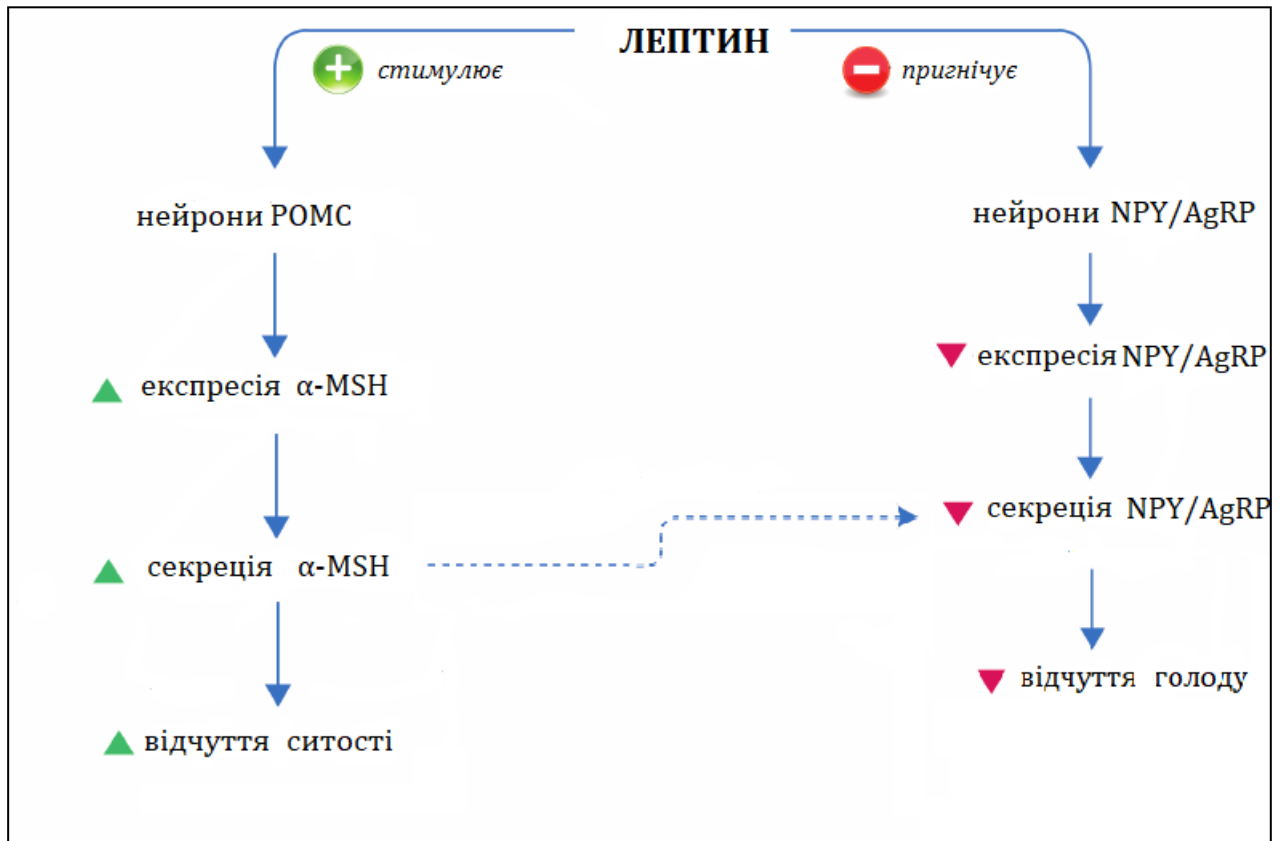 ЛЕПТИН
стимулює
пригнічує
нейрони POMC
нейрони NPY/AgRP
експресія α-MSH
експресія NPY/AgRP
секреція α-MSH
секреція NPY/AgRP
відчуття ситості
відчуття голоду